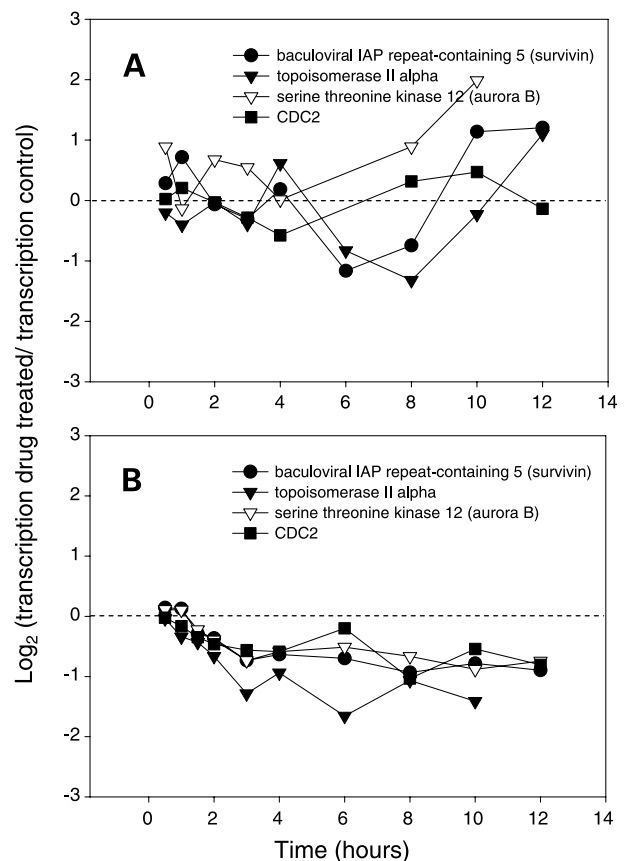 Log2 (transcription drug treated/ transcription control)
3
A
baculoviral IAP repeat-containing 5 (survivin)
topoisomerase II alpha
serine threonine kinase 12 (aurora B)
CDC2
2
1
0
-1
-2
-3
0 2 4 6 8 10 12 14
3
B
baculoviral IAP repeat-containing 5 (survivin)
topoisomerase II alpha
serine threonine kinase 12 (aurora B)
CDC2
2
1
0
-1
-2
-3
0 2 4 6 8 10 12 14
Time (hours)